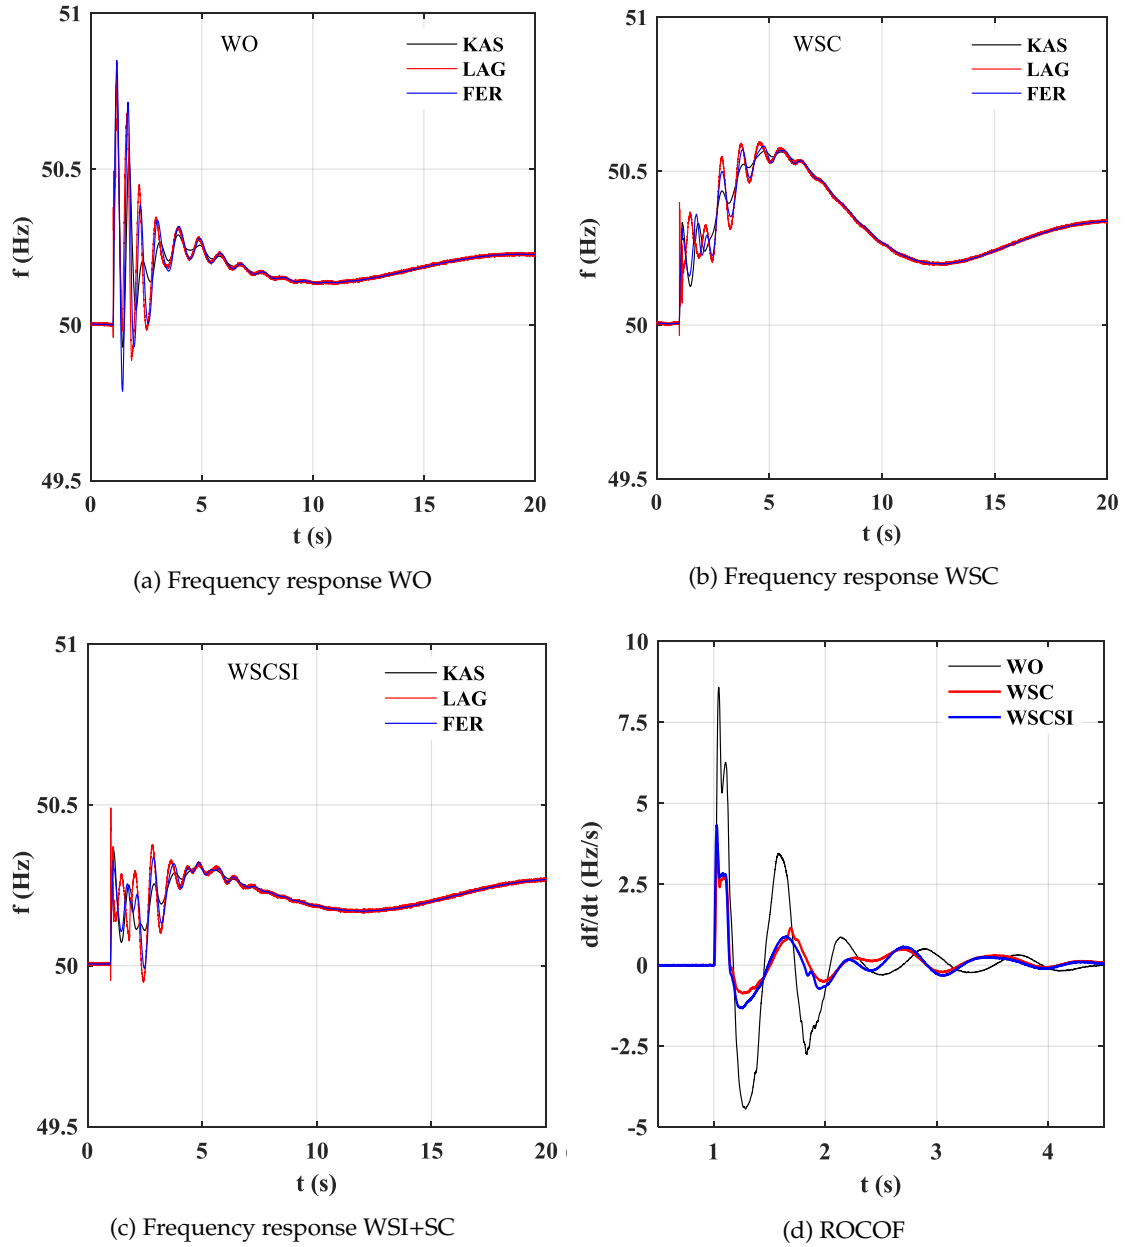 51
50.5
50
49.5
f (Hz)
WO
KAS
LAG
FER
0 5 10 15 20
t (s)
(a) Frequency response WO
51
50.5
50
49.5
f (Hz)
WSC
KAS
LAG
FER
0 5 10 15 20
t (s)
(b) Frequency response WSC
51
50.5
50
49.5
f (Hz)
WSCSI
KAS
LAG
FER
0 5 10 15 20
t (s)
(c) Frequency response WSI+SC
10
7.5
5
2.5
0
-2.5
-5
df/dt (Hz/s)
WO
WSC
WSCSI
1 2 3 4
t (s)
(d) ROCOF